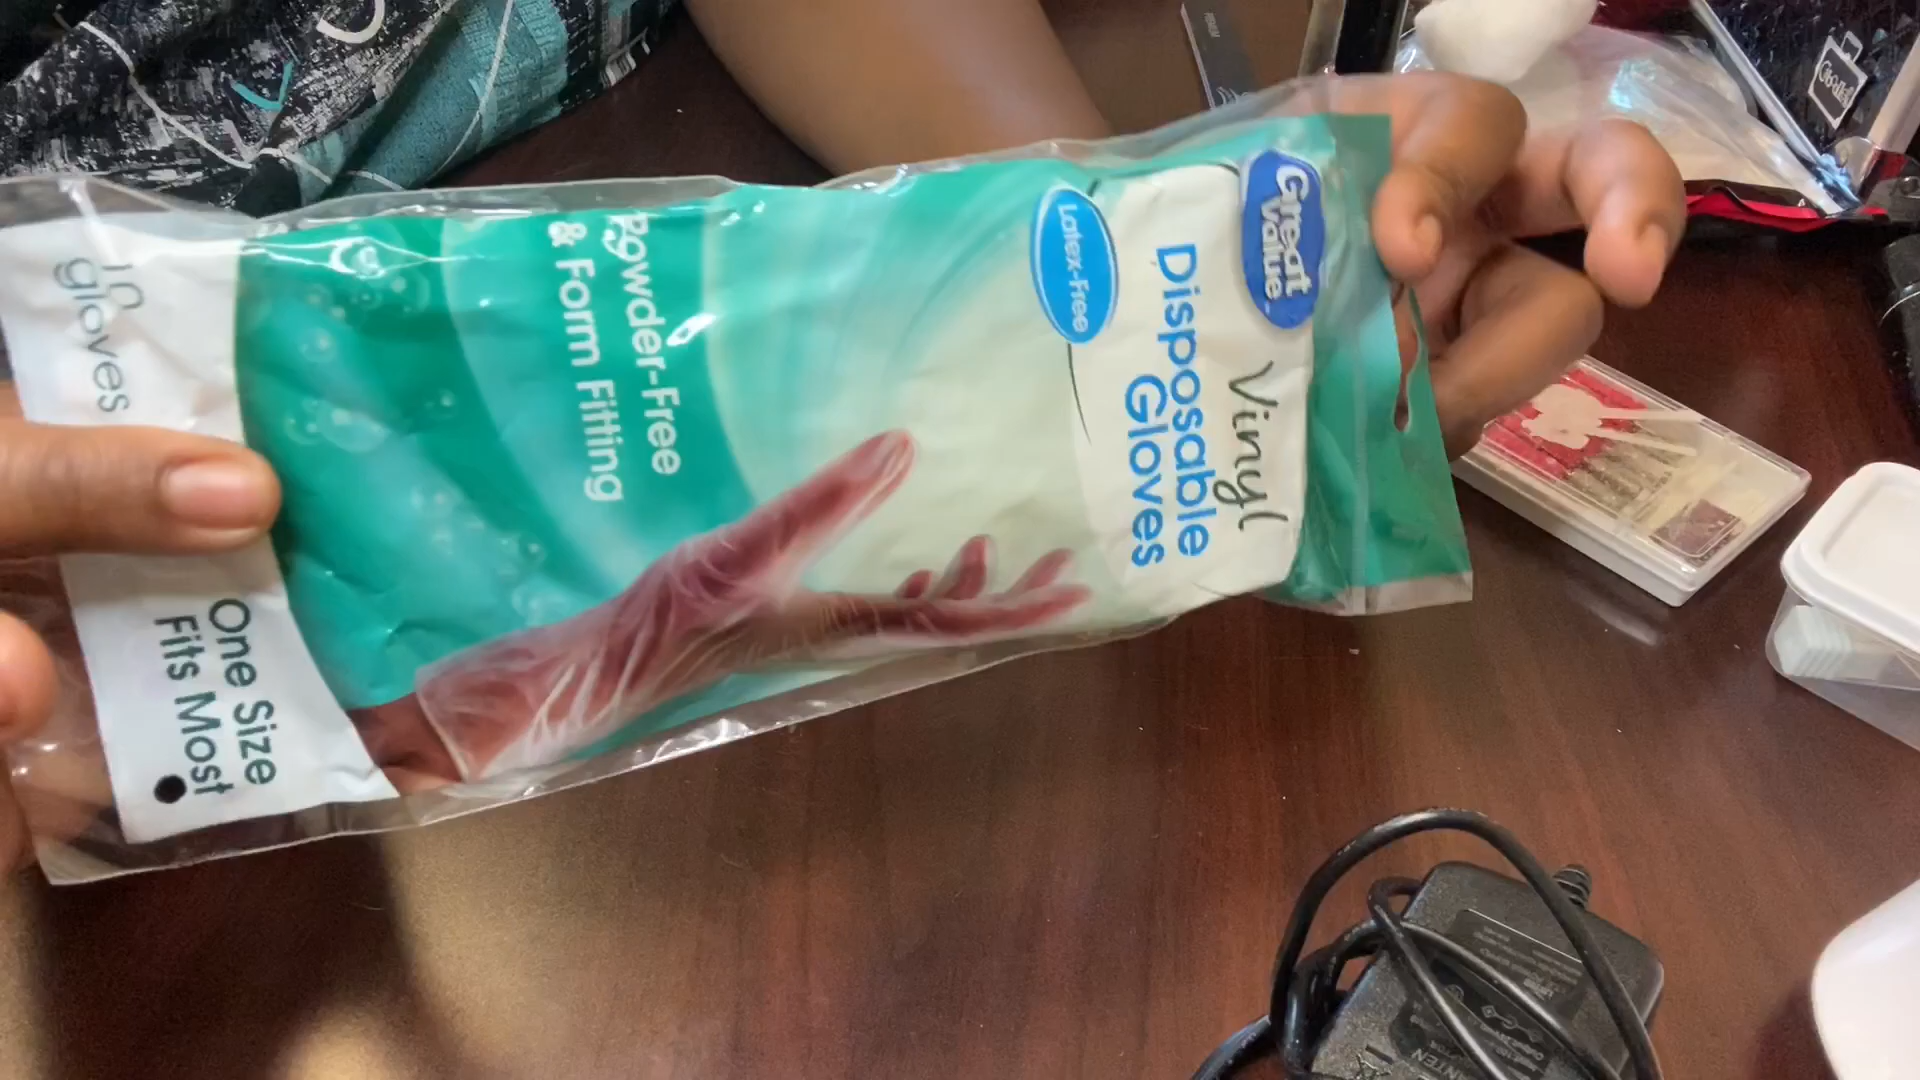 Great
Value
Vinyl
Disposable
Gloves
Latex-Free
Powder-Free
& Form Fitting
10
gloves
One Size
Fits Most